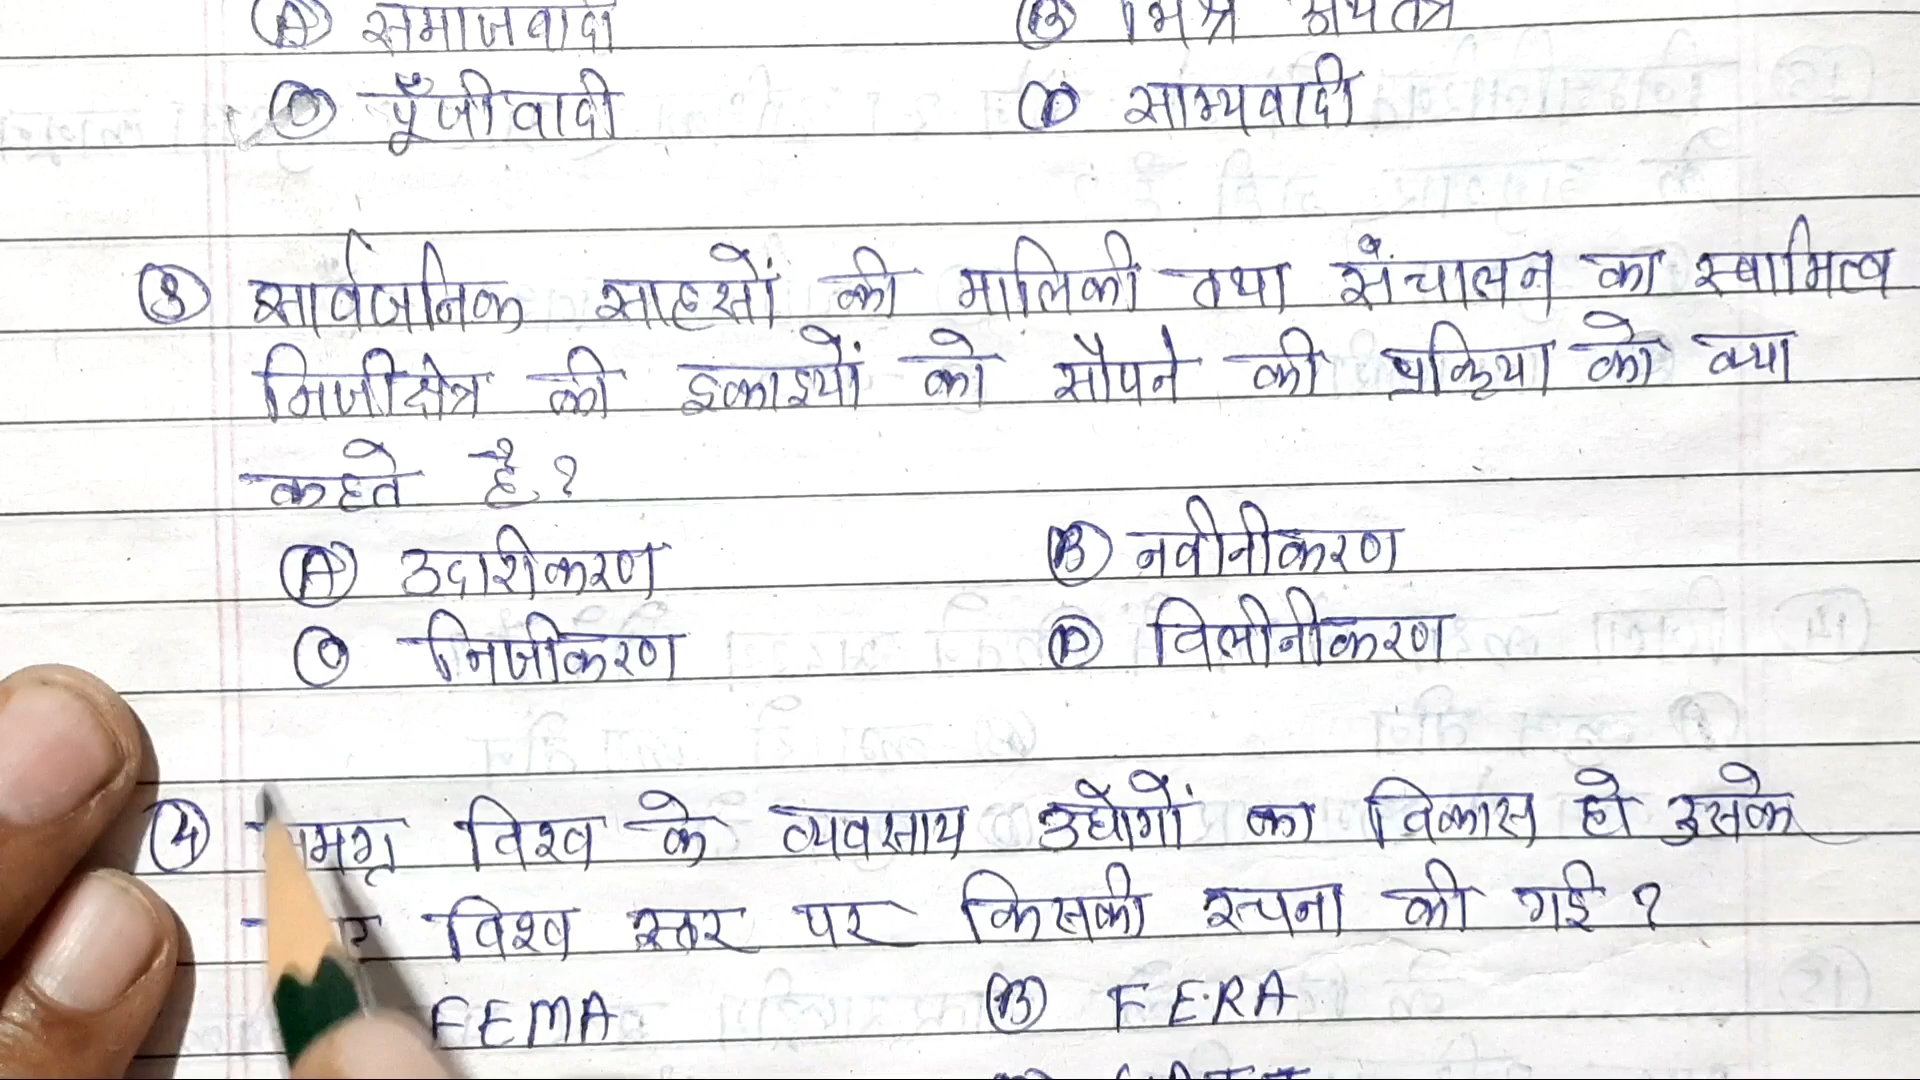 (A) समाजवादी (B) मिश्र अर्थतंत्र
(C) पूँजीवादी (D) साम्यवादी
(3) सार्वजनिक साहसों की मालिकी तथा संचालन का स्वामित्व
निजीक्षेत्र की इकाइयों को सौपने की प्रक्रिया को क्या
कहते है?
(A) उदारीकरण (B) नवीनीकरण
(C) निजीकरण (D) विलीनीकरण
(4) समग्र विश्व के व्यवसाय उद्योगों का विकास हो उसके
विश्व स्तर पर किसकी रचना की गई?
FEMA (B) FERA